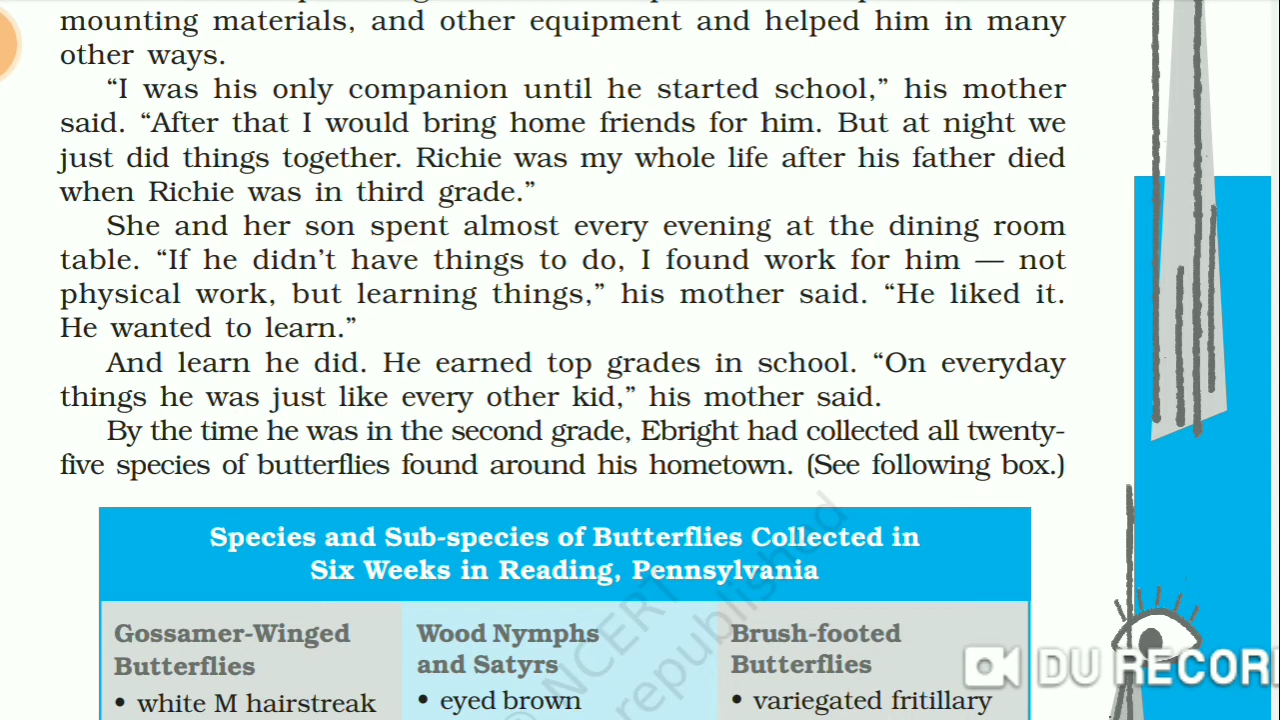 mounting materials, and other equipment and helped him in many
other ways.
“I was his only companion until he started school,” his mother
said. “After that I would bring home friends for him. But at night we
just did things together. Richie was my whole life after his father died
when Richie was in third grade.”
She and her son spent almost every evening at the dining room
table. “If he didn’t have things to do, I found work for him — not
physical work, but learning things,” his mother said. “He liked it.
He wanted to learn.”
And learn he did. He earned top grades in school. “On everyday
things he was just like every other kid,” his mother said.
By the time he was in the second grade, Ebright had collected all twenty-
five species of butterflies found around his hometown. (See following box.)
Species and Sub-species of Butterflies Collected in
Six Weeks in Reading, Pennsylvania
Gossamer-Winged
Butterflies
• white M hairstreak
Wood Nymphs
and Satyrs
• eyed brown
Brush-footed
Butterflies
• variegated fritillary
© NCERT
republished
DU RECOR